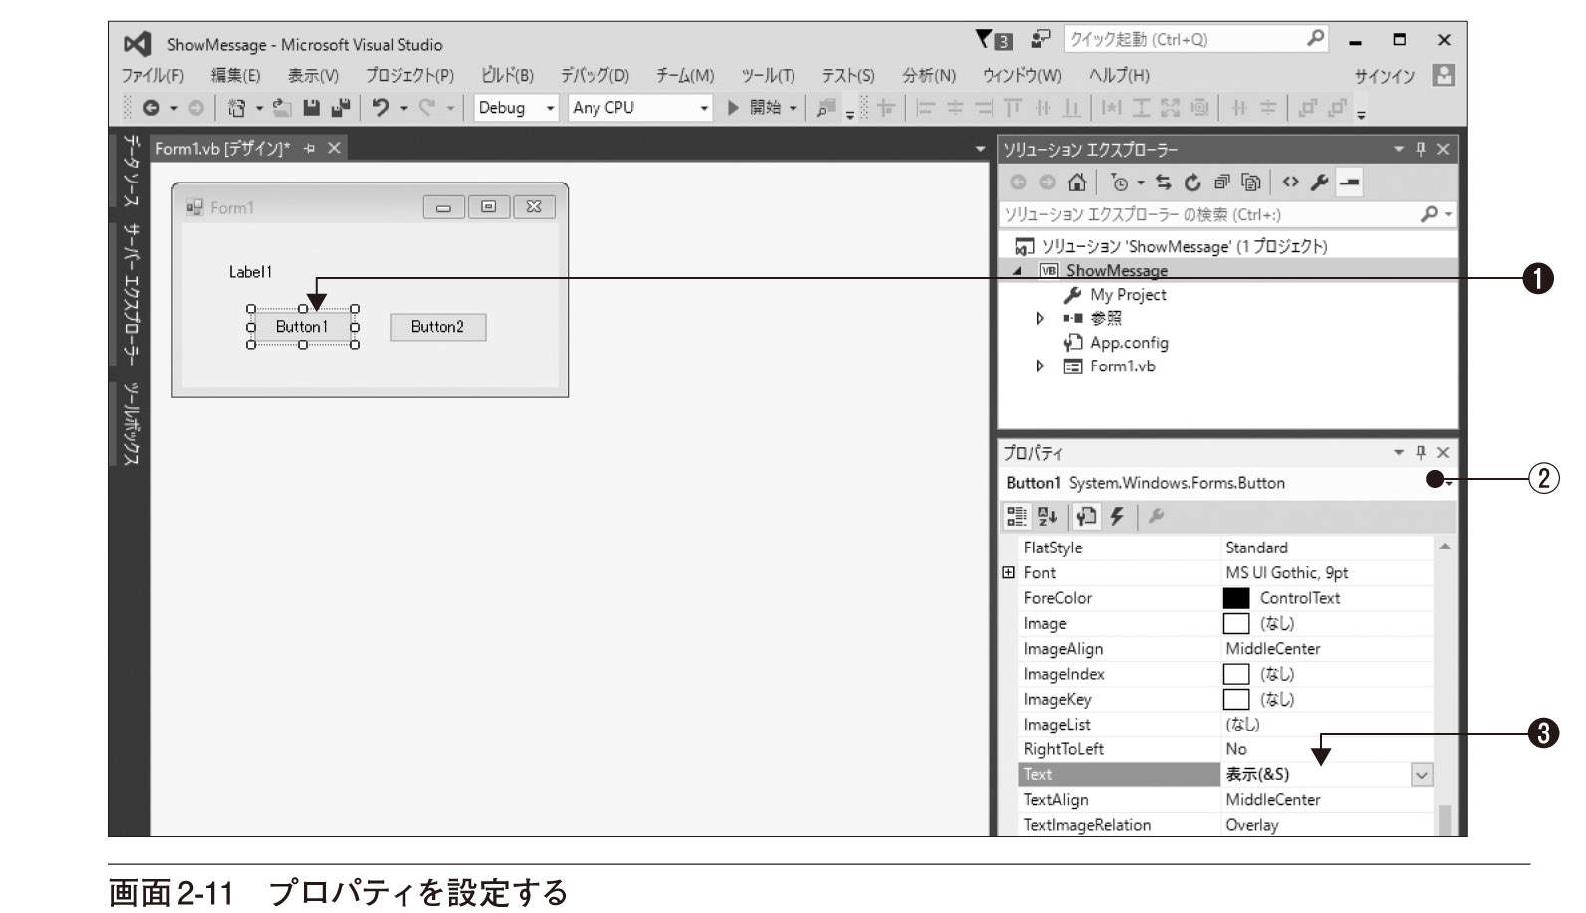 ShowMessage - Microsoft Visual Studio
3
クイック起動 (Ctrl+Q)
ファイル(F) 編集(E) 表示(V) プロジェクト(P) ビルド(B) デバッグ(D) チーム(M) ツール(T) テスト(S) 分析(N) ウィンドウ(W) ヘルプ(H) サインイン
Debug Any CPU 開始
データ ソース
サーバー エクスプローラー
ツールボックス
Form1.vb [デザイン]*
Form1
Label1
Button1 Button2
ソリューション エクスプローラー
ソリューション エクスプローラー の検索 (Ctrl+:)
ソリューション 'ShowMessage' (1 プロジェクト)
VB ShowMessage
My Project
参照
App.config
Form1.vb
❶
プロパティ
Button1 System.Windows.Forms.Button
②
FlatStyle Standard
Font MS UI Gothic, 9pt
ForeColor ControlText
Image (なし)
ImageAlign MiddleCenter
ImageIndex (なし)
ImageKey (なし)
ImageList (なし)
RightToLeft No
❸
Text 表示(&S)
TextAlign MiddleCenter
TextImageRelation Overlay
画面2-11 プロパティを設定する